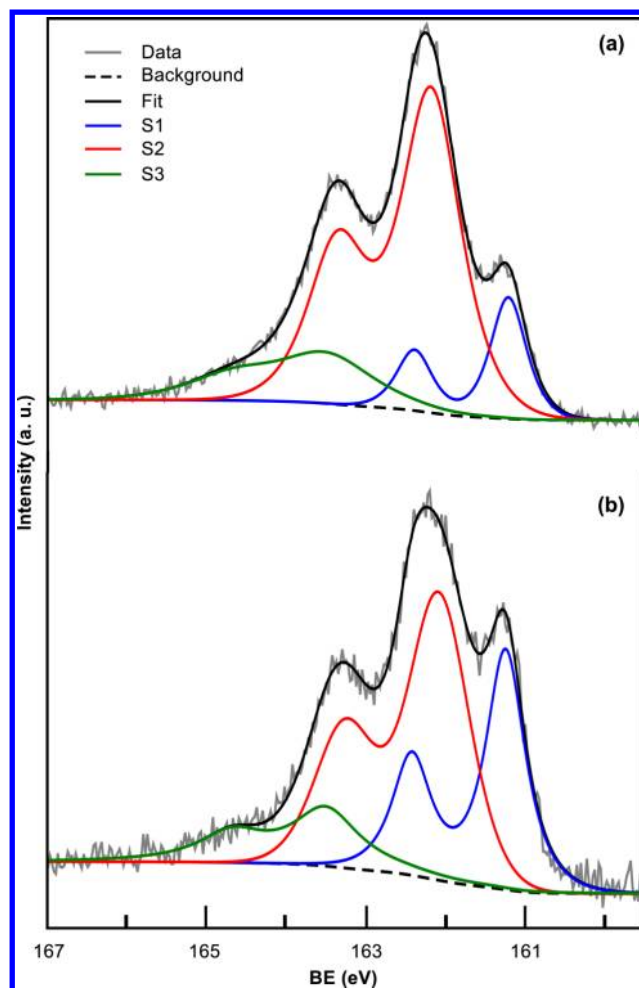 (a)
Data
Background
Fit
S1
S2
S3
Intensity (a. u.)
(b)
167 165 163 161
BE (eV)